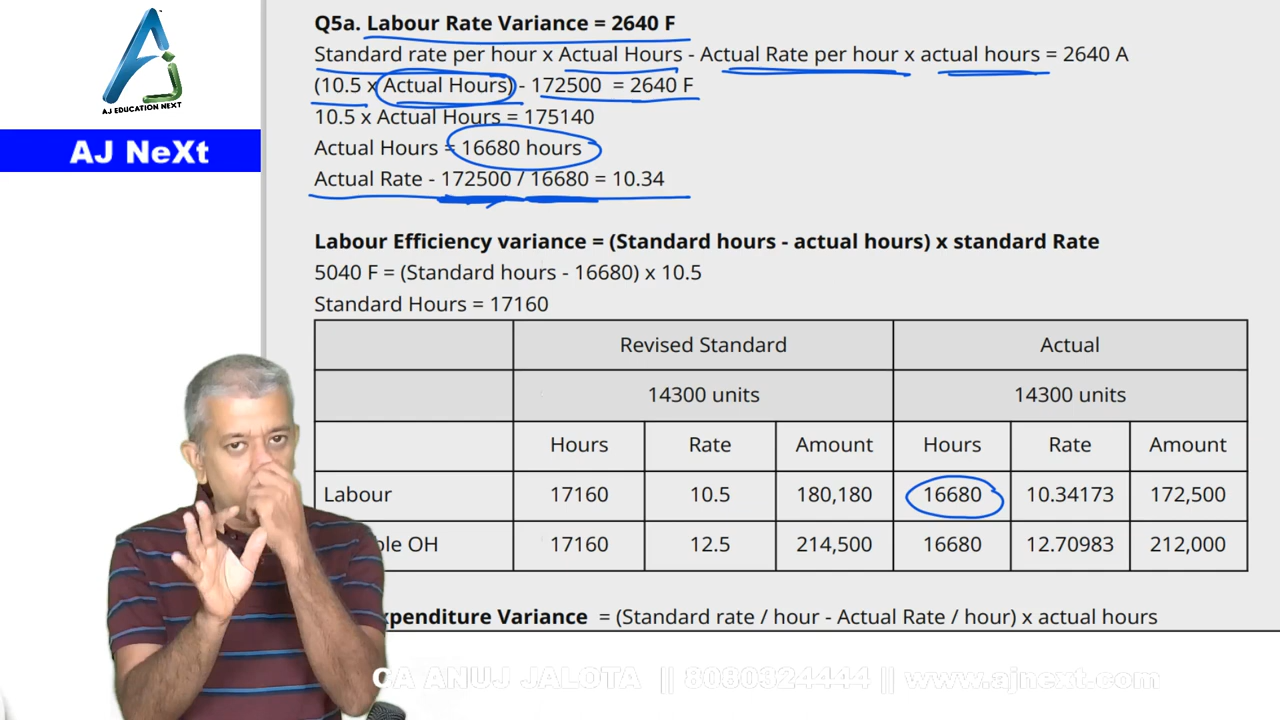 Q5a. Labour Rate Variance = 2640 F
Standard rate per hour x Actual Hours - Actual Rate per hour x actual hours = 2640 A
(10.5 x Actual Hours) - 172500 = 2640 F
10.5 x Actual Hours = 175140
Actual Hours = 16680 hours
Actual Rate - 172500 / 16680 = 10.34
AJ EDUCATION NEXT
AJ NeXt
Labour Efficiency variance = (Standard hours - actual hours) x standard Rate
5040 F = (Standard hours - 16680) x 10.5
Standard Hours = 17160
Revised Standard Actual
14300 units 14300 units
Hours Rate Amount Hours Rate Amount
Labour 17160 10.5 180,180 16680 10.34173 172,500
OH 17160 12.5 214,500 16680 12.70983 212,000
Variance = (Standard rate / hour - Actual Rate / hour) x actual hours
CA ANUJ JALOTA || 8080924444 || www.ajnext.com